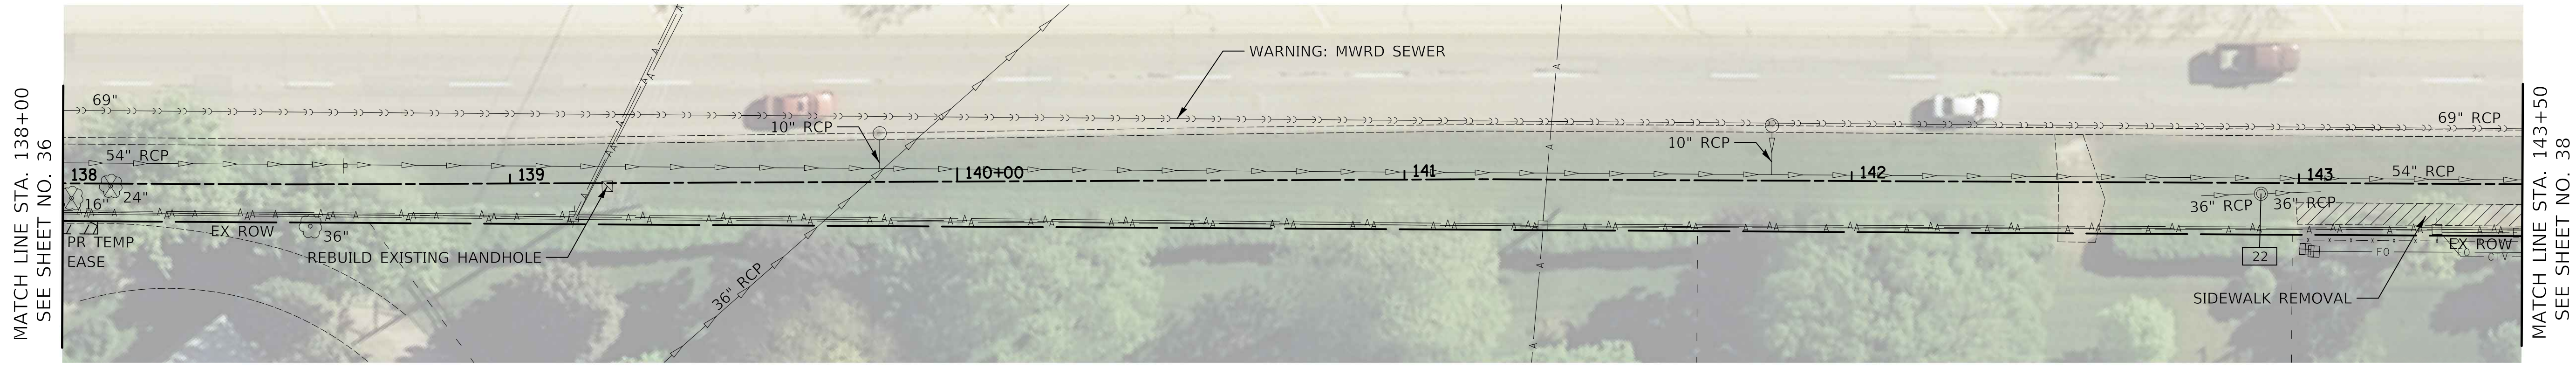 MATCH LINE STA. 138+00
SEE SHEET NO. 36
69"
54" RCP
138
24"
16"
PR TEMP
EASE
EX ROW
36"
139
REBUILD EXISTING HANDHOLE
10" RCP
36" RCP
140+00
WARNING: MWRD SEWER
141
10" RCP
142
36" RCP
36" RCP
22
143
69" RCP
54" RCP
EX ROW
FO
FO
CTV
SIDEWALK REMOVAL
MATCH LINE STA. 143+50
SEE SHEET NO. 38